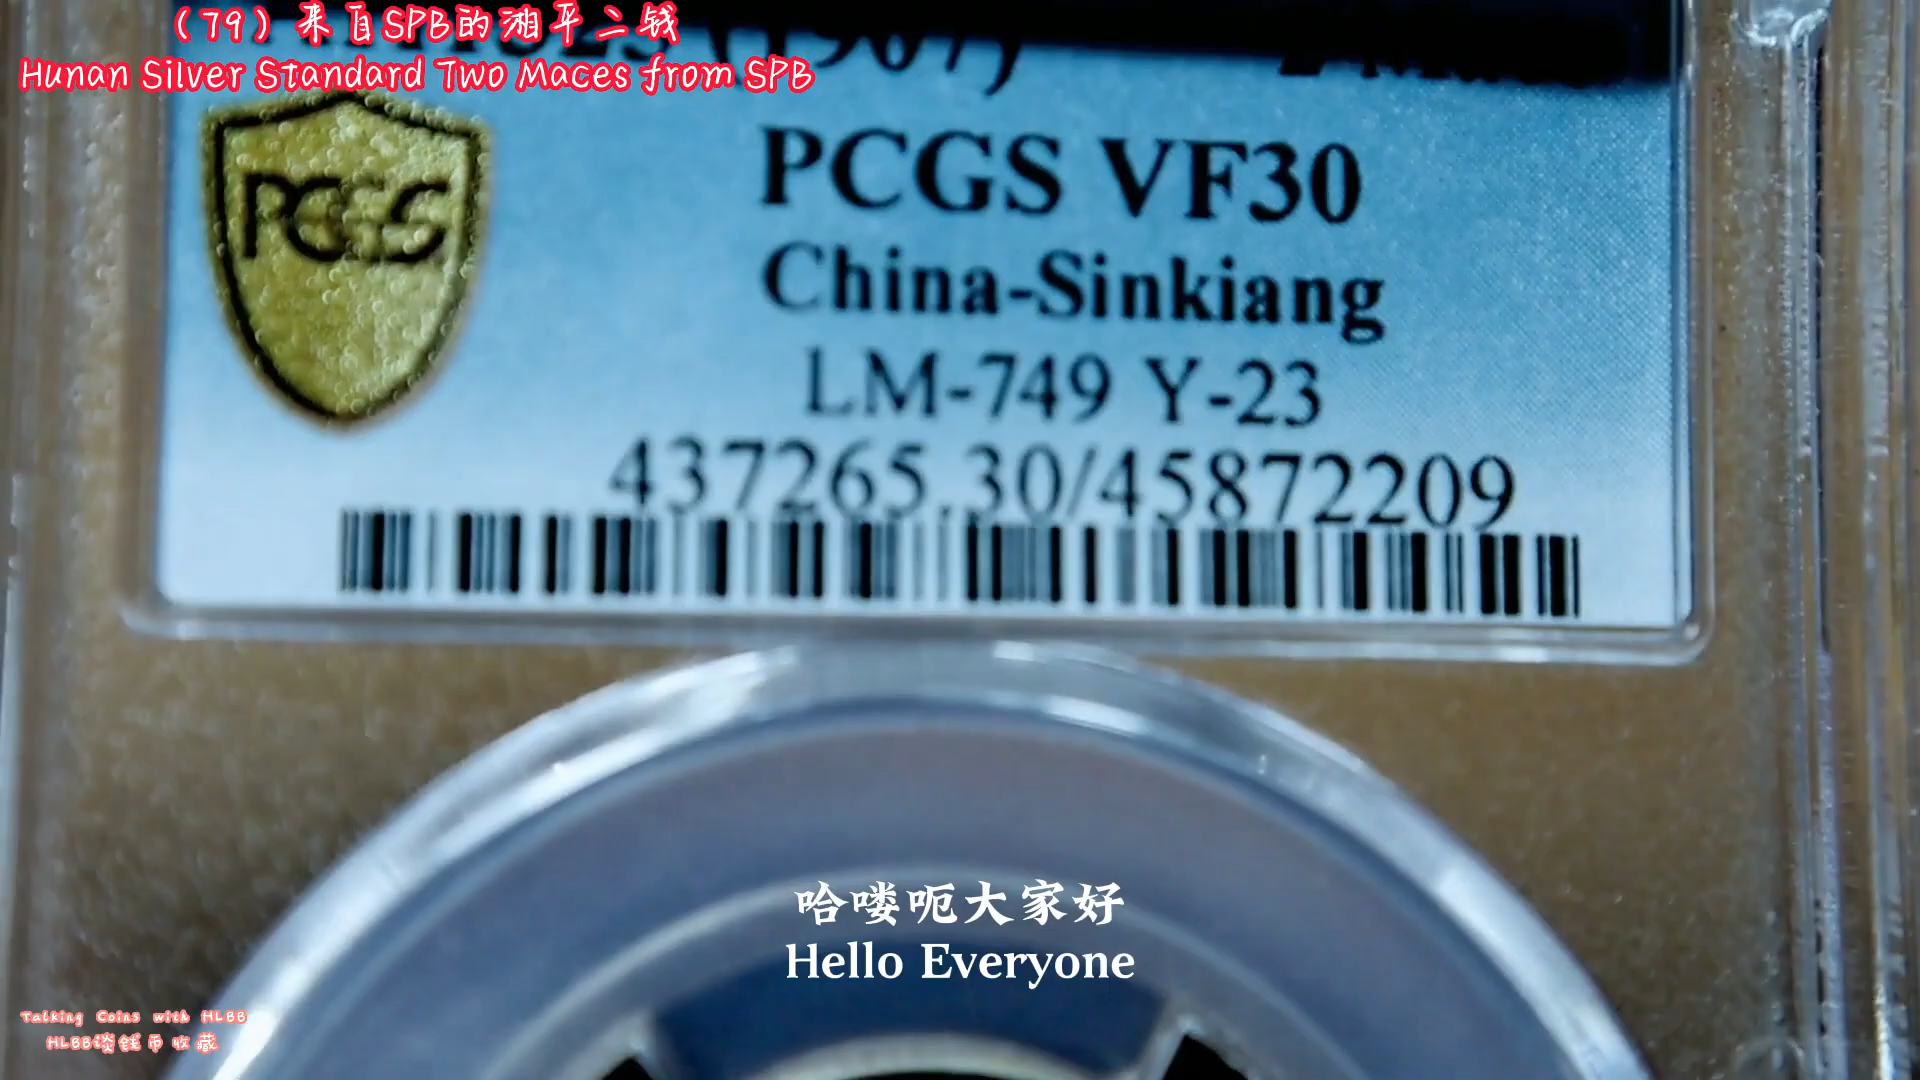 （79）来自SPB的湘平二钱
Hunan Silver Standard Two Maces from SPB
PCGS
PCGS VF30
China-Sinkiang
LM-749 Y-23
437265.30/45872209
哈喽呃大家好
Hello Everyone
Talking Coins with HLBB
HLBB谈钱币收藏